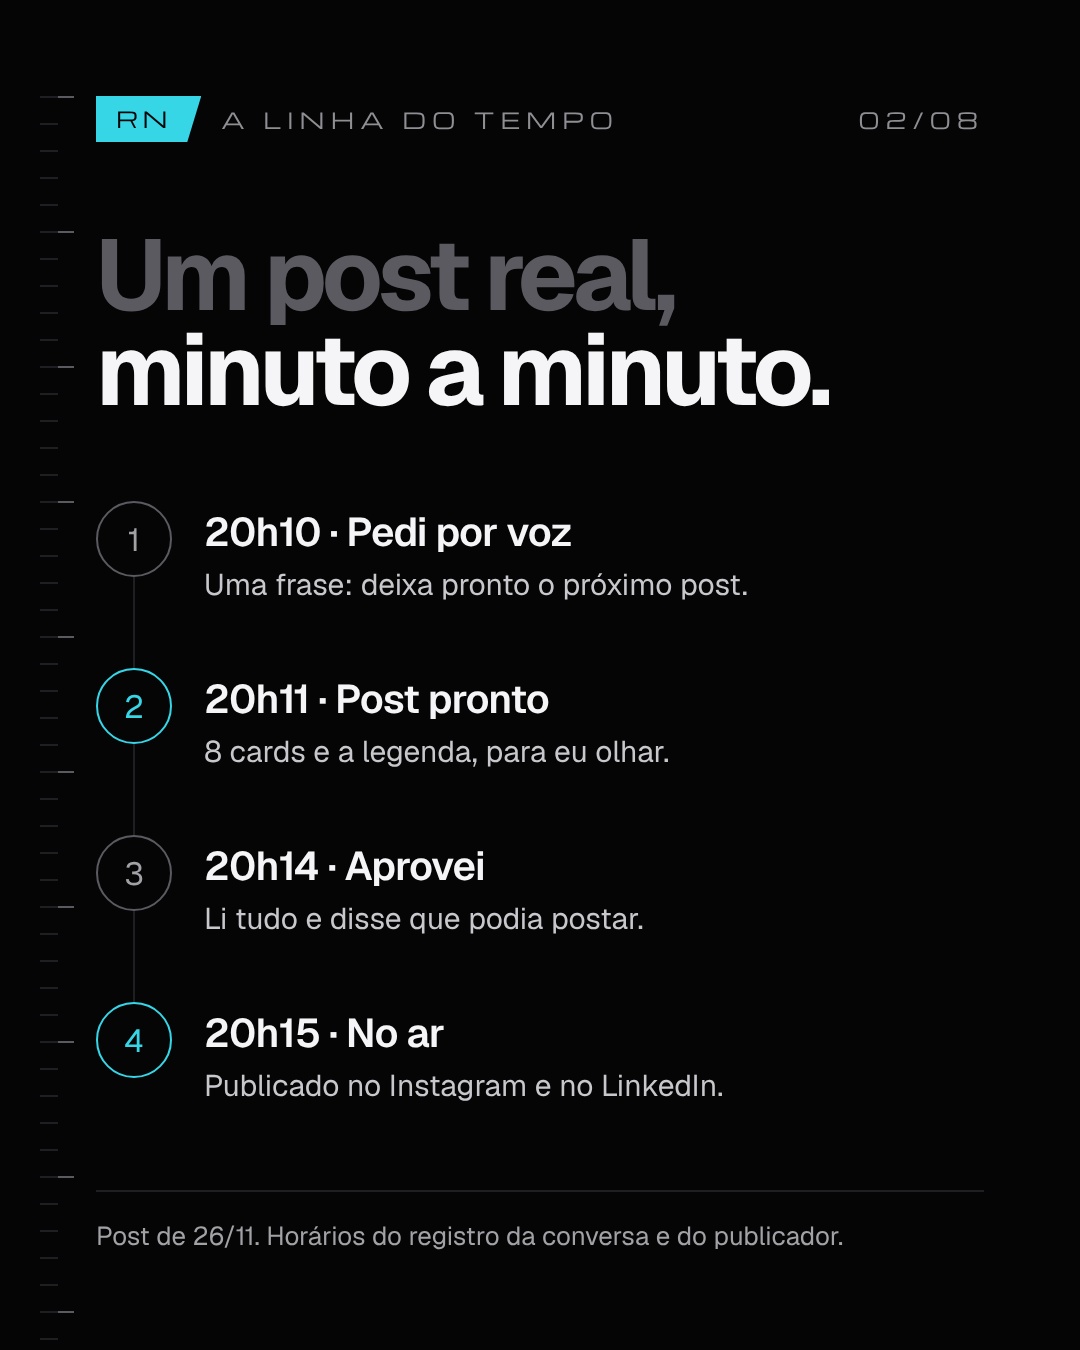 RN A LINHA DO TEMPO 02/08
Um post real,
minuto a minuto.
1 20h10 · Pedi por voz
Uma frase: deixa pronto o próximo post.
2 20h11 · Post pronto
8 cards e a legenda, para eu olhar.
3 20h14 · Aprovei
Li tudo e disse que podia postar.
4 20h15 · No ar
Publicado no Instagram e no LinkedIn.
Post de 26/11. Horários do registro da conversa e do publicador.